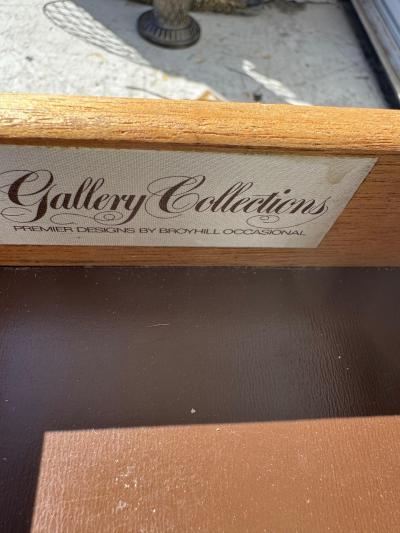 Gallery Collections
PREMIER DESIGNS BY BROYHILL OCCASIONAL